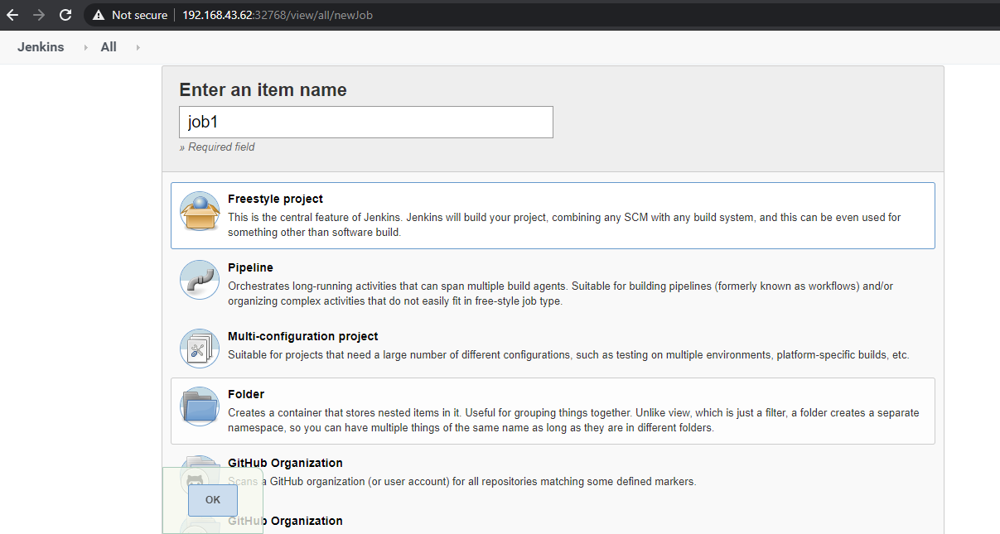 Not secure 192.168.43.62:32768/view/all/newJob
Jenkins All
Enter an item name
job1
» Required field
Freestyle project
This is the central feature of Jenkins. Jenkins will build your project, combining any SCM with any build system, and this can be even used for
something other than software build.
Pipeline
Orchestrates long-running activities that can span multiple build agents. Suitable for building pipelines (formerly known as workflows) and/or
organizing complex activities that do not easily fit in free-style job type.
Multi-configuration project
Suitable for projects that need a large number of different configurations, such as testing on multiple environments, platform-specific builds, etc.
Folder
Creates a container that stores nested items in it. Useful for grouping things together. Unlike view, which is just a filter, a folder creates a separate
namespace, so you can have multiple things of the same name as long as they are in different folders.
GitHub Organization
Scans a GitHub organization (or user account) for all repositories matching some defined markers.
OK
GitHub Organization